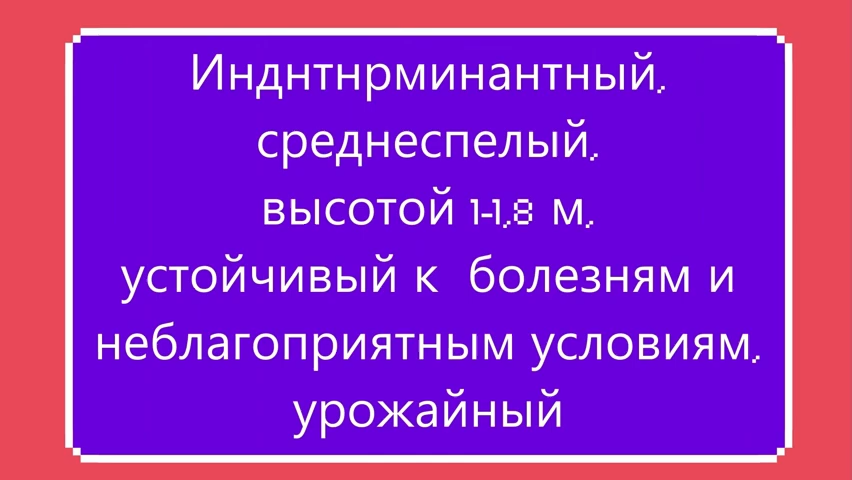 Инднтнрминантный,
среднеспелый,
высотой 1-1,8 м,
устойчивый к болезням и
неблагоприятным условиям,
урожайный